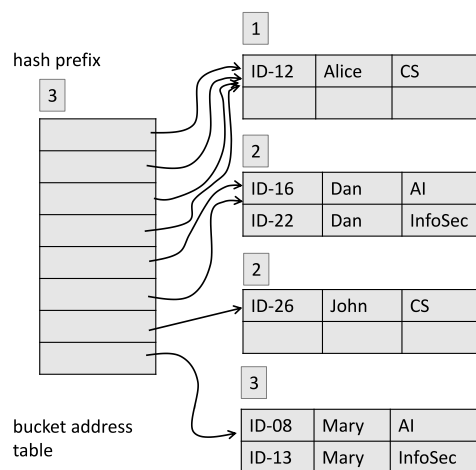 hash prefix
3
1
ID-12 Alice CS
2
ID-16 Dan AI
ID-22 Dan InfoSec
2
ID-26 John CS
3
ID-08 Mary AI
ID-13 Mary InfoSec
bucket address
table